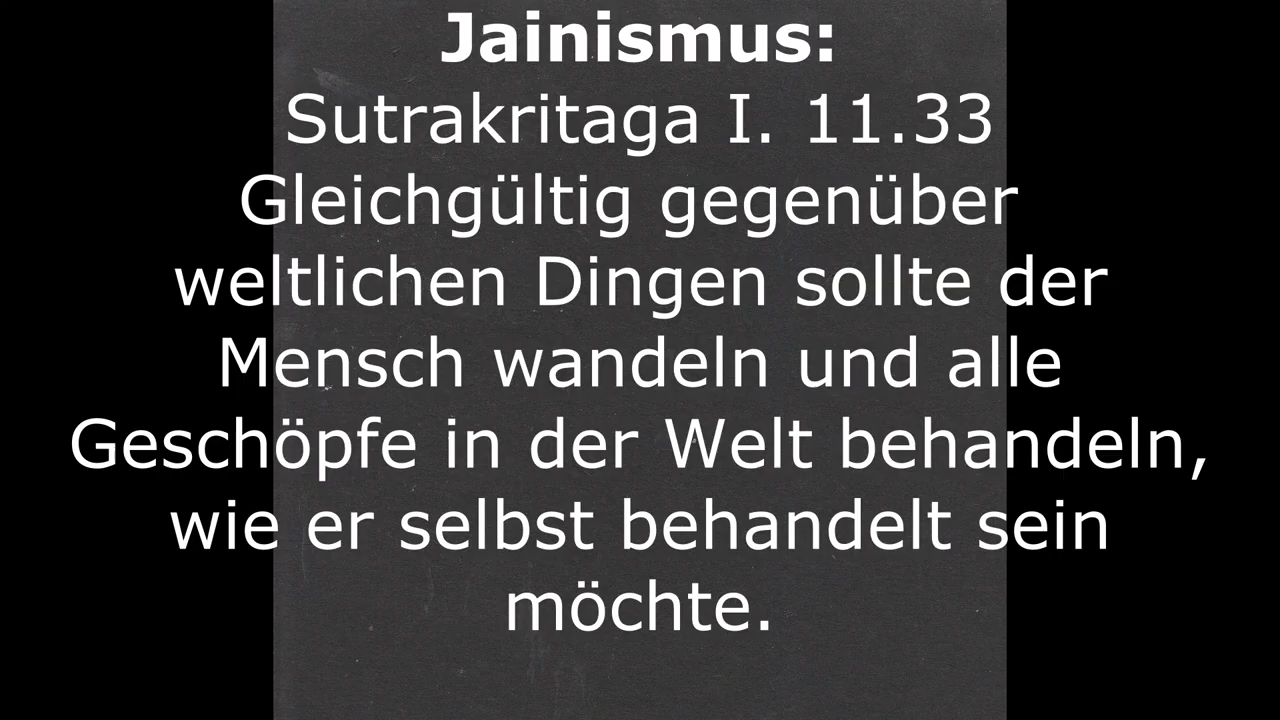 Jainismus:
Sutrakritaga I. 11.33
Gleichgültig gegenüber
weltlichen Dingen sollte der
Mensch wandeln und alle
Geschöpfe in der Welt behandeln,
wie er selbst behandelt sein
möchte.